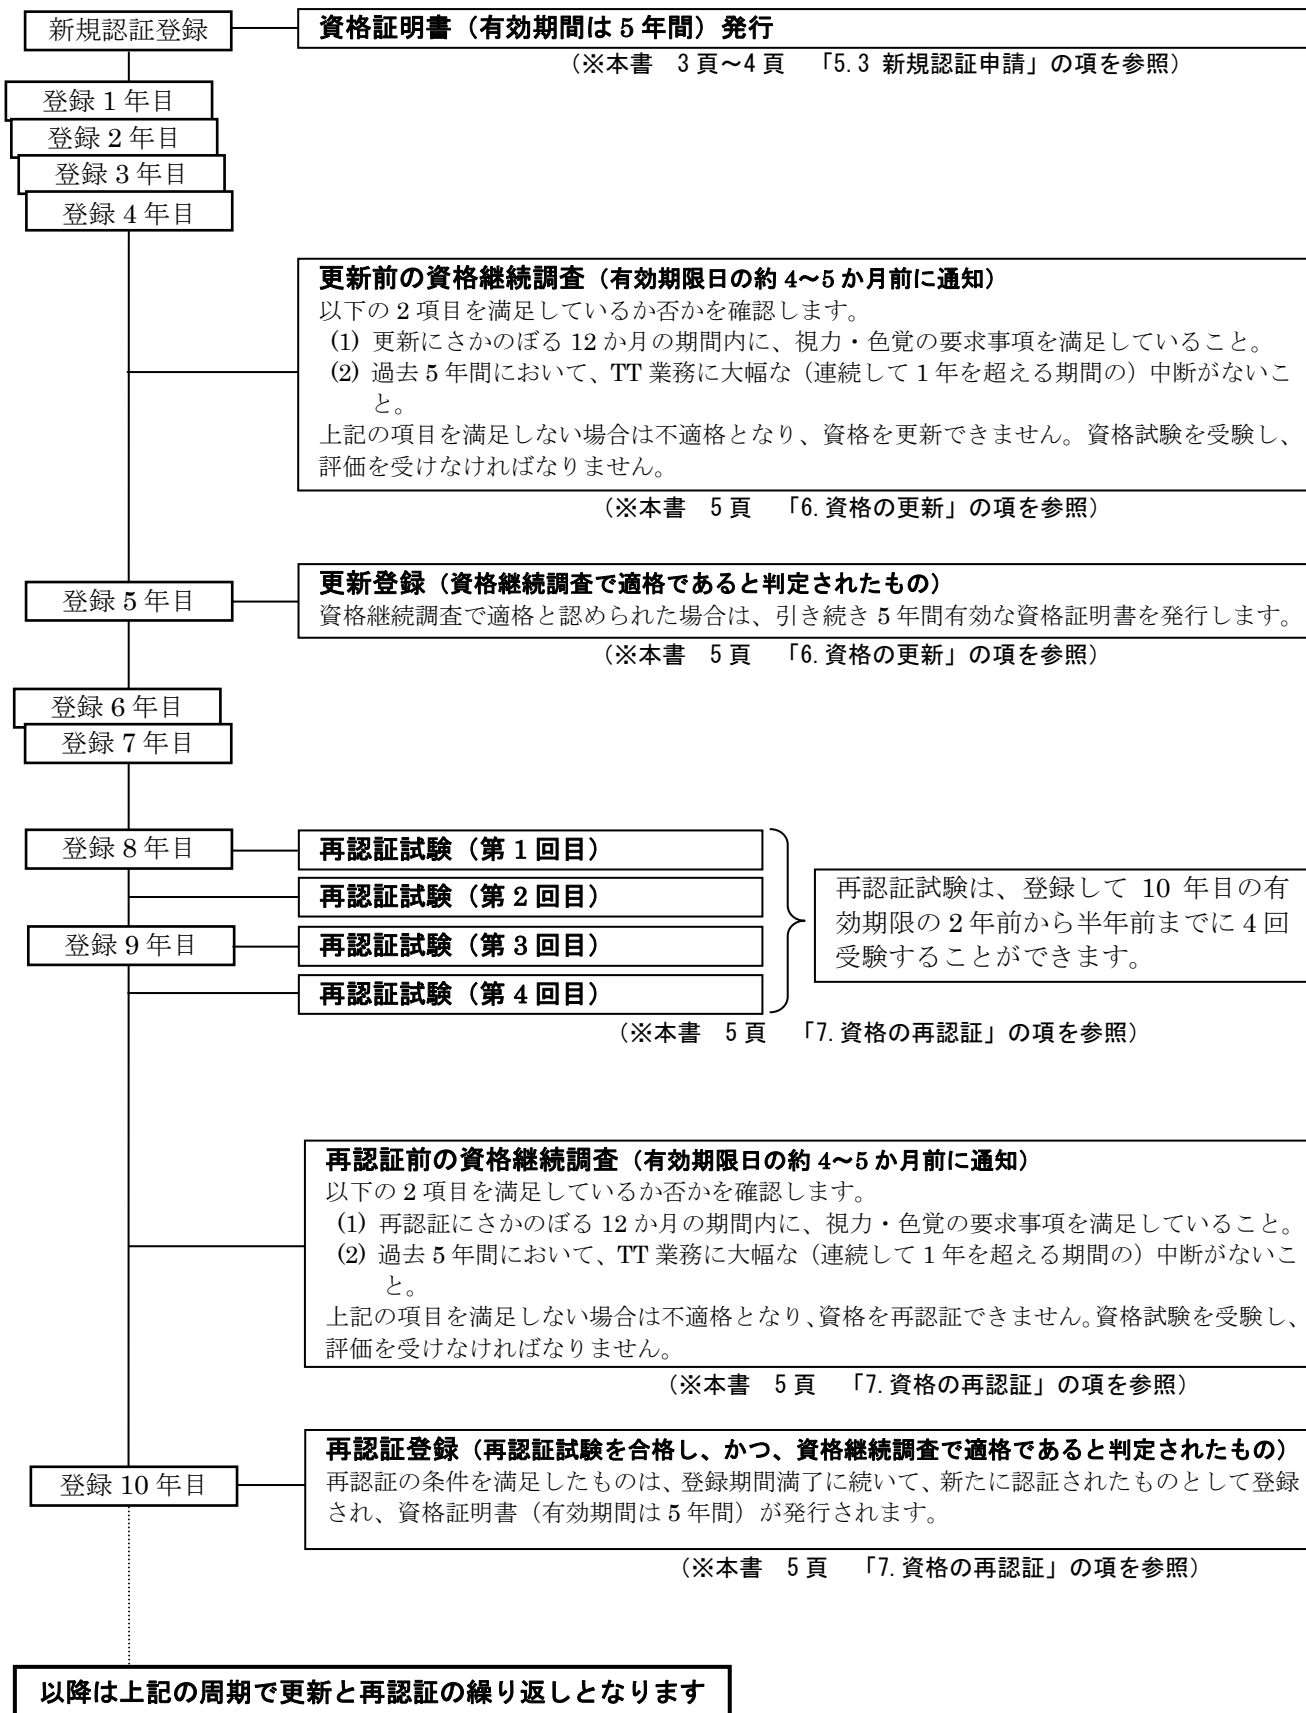 新規認証登録
資格証明書（有効期間は 5 年間）発行
（※本書　3 頁～4 頁　「5.3 新規認証申請」の項を参照）
登録 1 年目
登録 2 年目
登録 3 年目
登録 4 年目
更新前の資格継続調査（有効期限日の約 4～5 か月前に通知）
以下の 2 項目を満足しているか否かを確認します。
(1) 更新にさかのぼる 12 か月の期間内に、視力・色覚の要求事項を満足していること。
(2) 過去 5 年間において、TT 業務に大幅な（連続して 1 年を超える期間の）中断がないこ
と。
上記の項目を満足しない場合は不適格となり、資格を更新できません。資格試験を受験し、
評価を受けなければなりません。
（※本書　5 頁　「6.資格の更新」の項を参照）
登録 5 年目
更新登録（資格継続調査で適格であると判定されたもの）
資格継続調査で適格と認められた場合は、引き続き 5 年間有効な資格証明書を発行します。
（※本書　5 頁　「6.資格の更新」の項を参照）
登録 6 年目
登録 7 年目
登録 8 年目
再認証試験（第 1 回目）
再認証試験（第 2 回目）
登録 9 年目
再認証試験（第 3 回目）
再認証試験（第 4 回目）
再認証試験は、登録して 10 年目の有
効期限の 2 年前から半年前までに 4 回
受験することができます。
（※本書　5 頁　「7.資格の再認証」の項を参照）
再認証前の資格継続調査（有効期限日の約 4～5 か月前に通知）
以下の 2 項目を満足しているか否かを確認します。
(1) 再認証にさかのぼる 12 か月の期間内に、視力・色覚の要求事項を満足していること。
(2) 過去 5 年間において、TT 業務に大幅な（連続して 1 年を超える期間の）中断がないこ
と。
上記の項目を満足しない場合は不適格となり、資格を再認証できません。資格試験を受験し、
評価を受けなければなりません。
（※本書　5 頁　「7.資格の再認証」の項を参照）
登録 10 年目
再認証登録（再認証試験を合格し、かつ、資格継続調査で適格であると判定されたもの）
再認証の条件を満足したものは、登録期間満了に続いて、新たに認証されたものとして登録
され、資格証明書（有効期間は 5 年間）が発行されます。
（※本書　5 頁　「7.資格の再認証」の項を参照）
以降は上記の周期で更新と再認証の繰り返しとなります